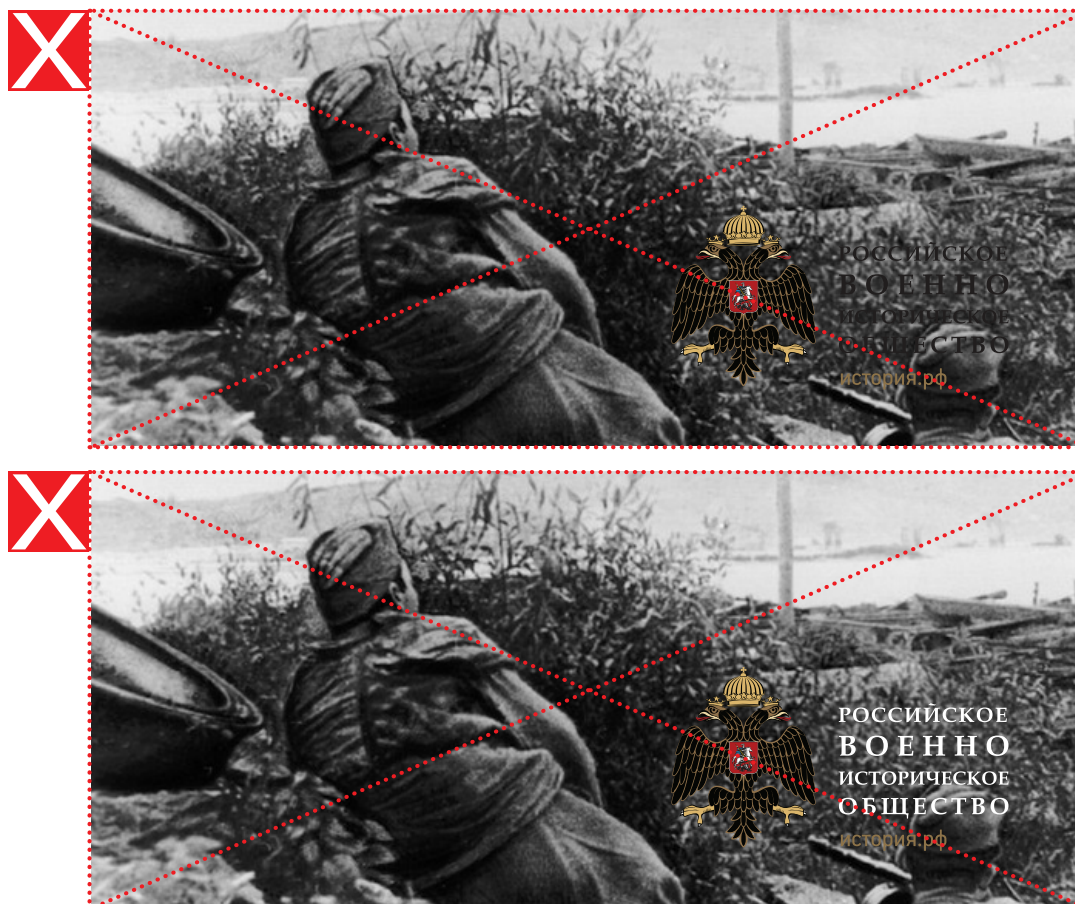 X
РОССИЙСКОЕ
ВОЕННО
ИСТОРИЧЕСКОЕ
ОБЩЕСТВО
история.рф
X
РОССИЙСКОЕ
ВОЕННО
ИСТОРИЧЕСКОЕ
ОБЩЕСТВО
история.рф